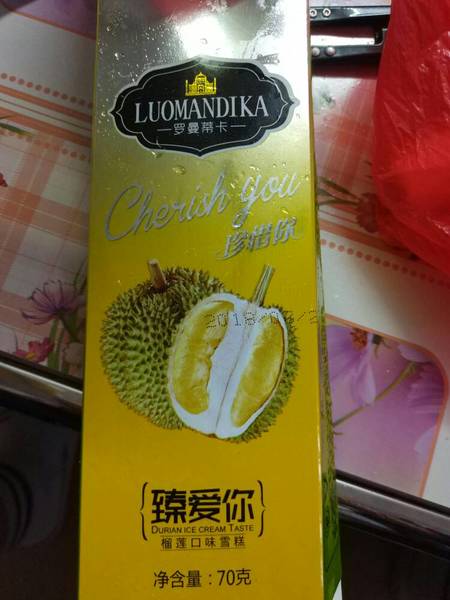 LUOMANDIKA
罗曼蒂卡
Cherish you
珍惜你
臻爱你
DURIAN ICE CREAM TASTE
榴莲口味雪糕
净含量:70克